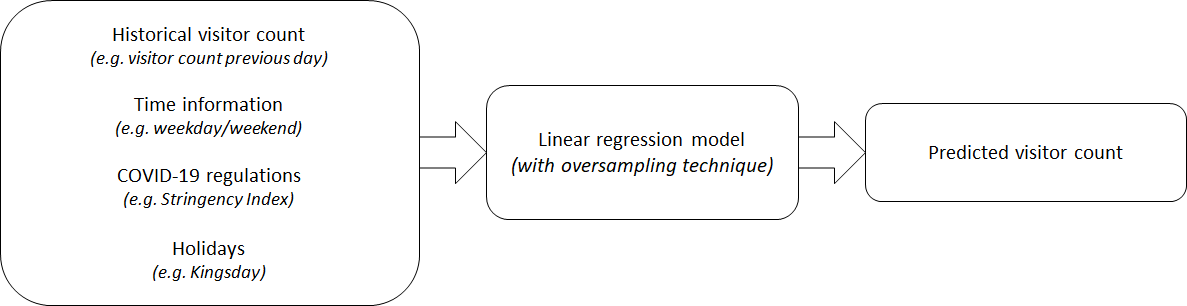 Historical visitor count
(e.g. visitor count previous day)
Time information
(e.g. weekday/weekend)
COVID-19 regulations
(e.g. Stringency Index)
Holidays
(e.g. Kingsday)
Linear regression model
(with oversampling technique)
Predicted visitor count